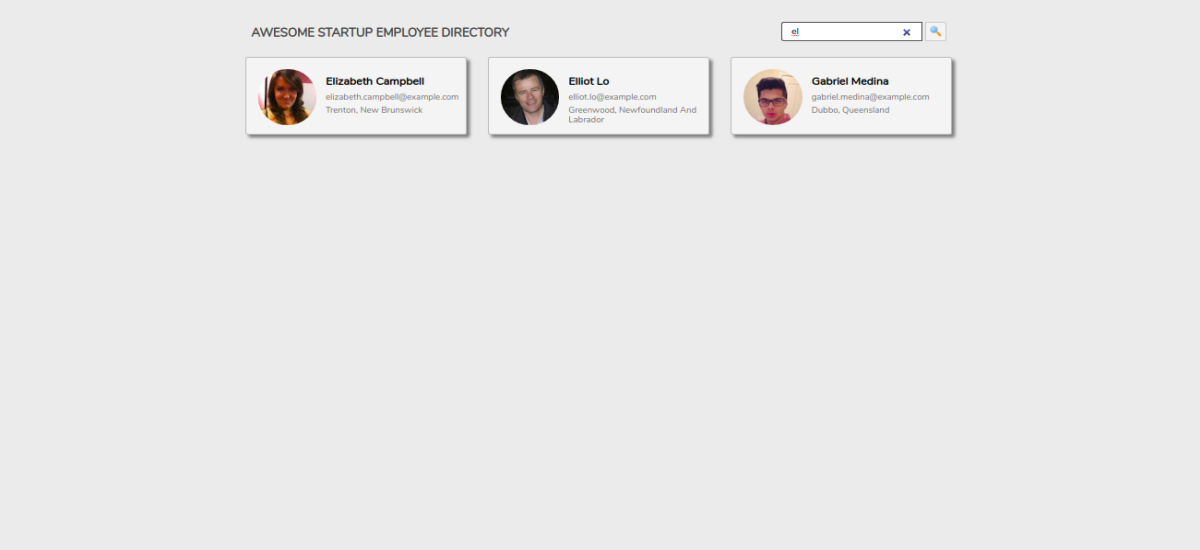 AWESOME STARTUP EMPLOYEE DIRECTORY
el
Elizabeth Campbell
elizabeth.campbell@example.com
Trenton, New Brunswick
Elliot Lo
elliot.lo@example.com
Greenwood, Newfoundland And
Labrador
Gabriel Medina
gabriel.medina@example.com
Dubbo, Queensland